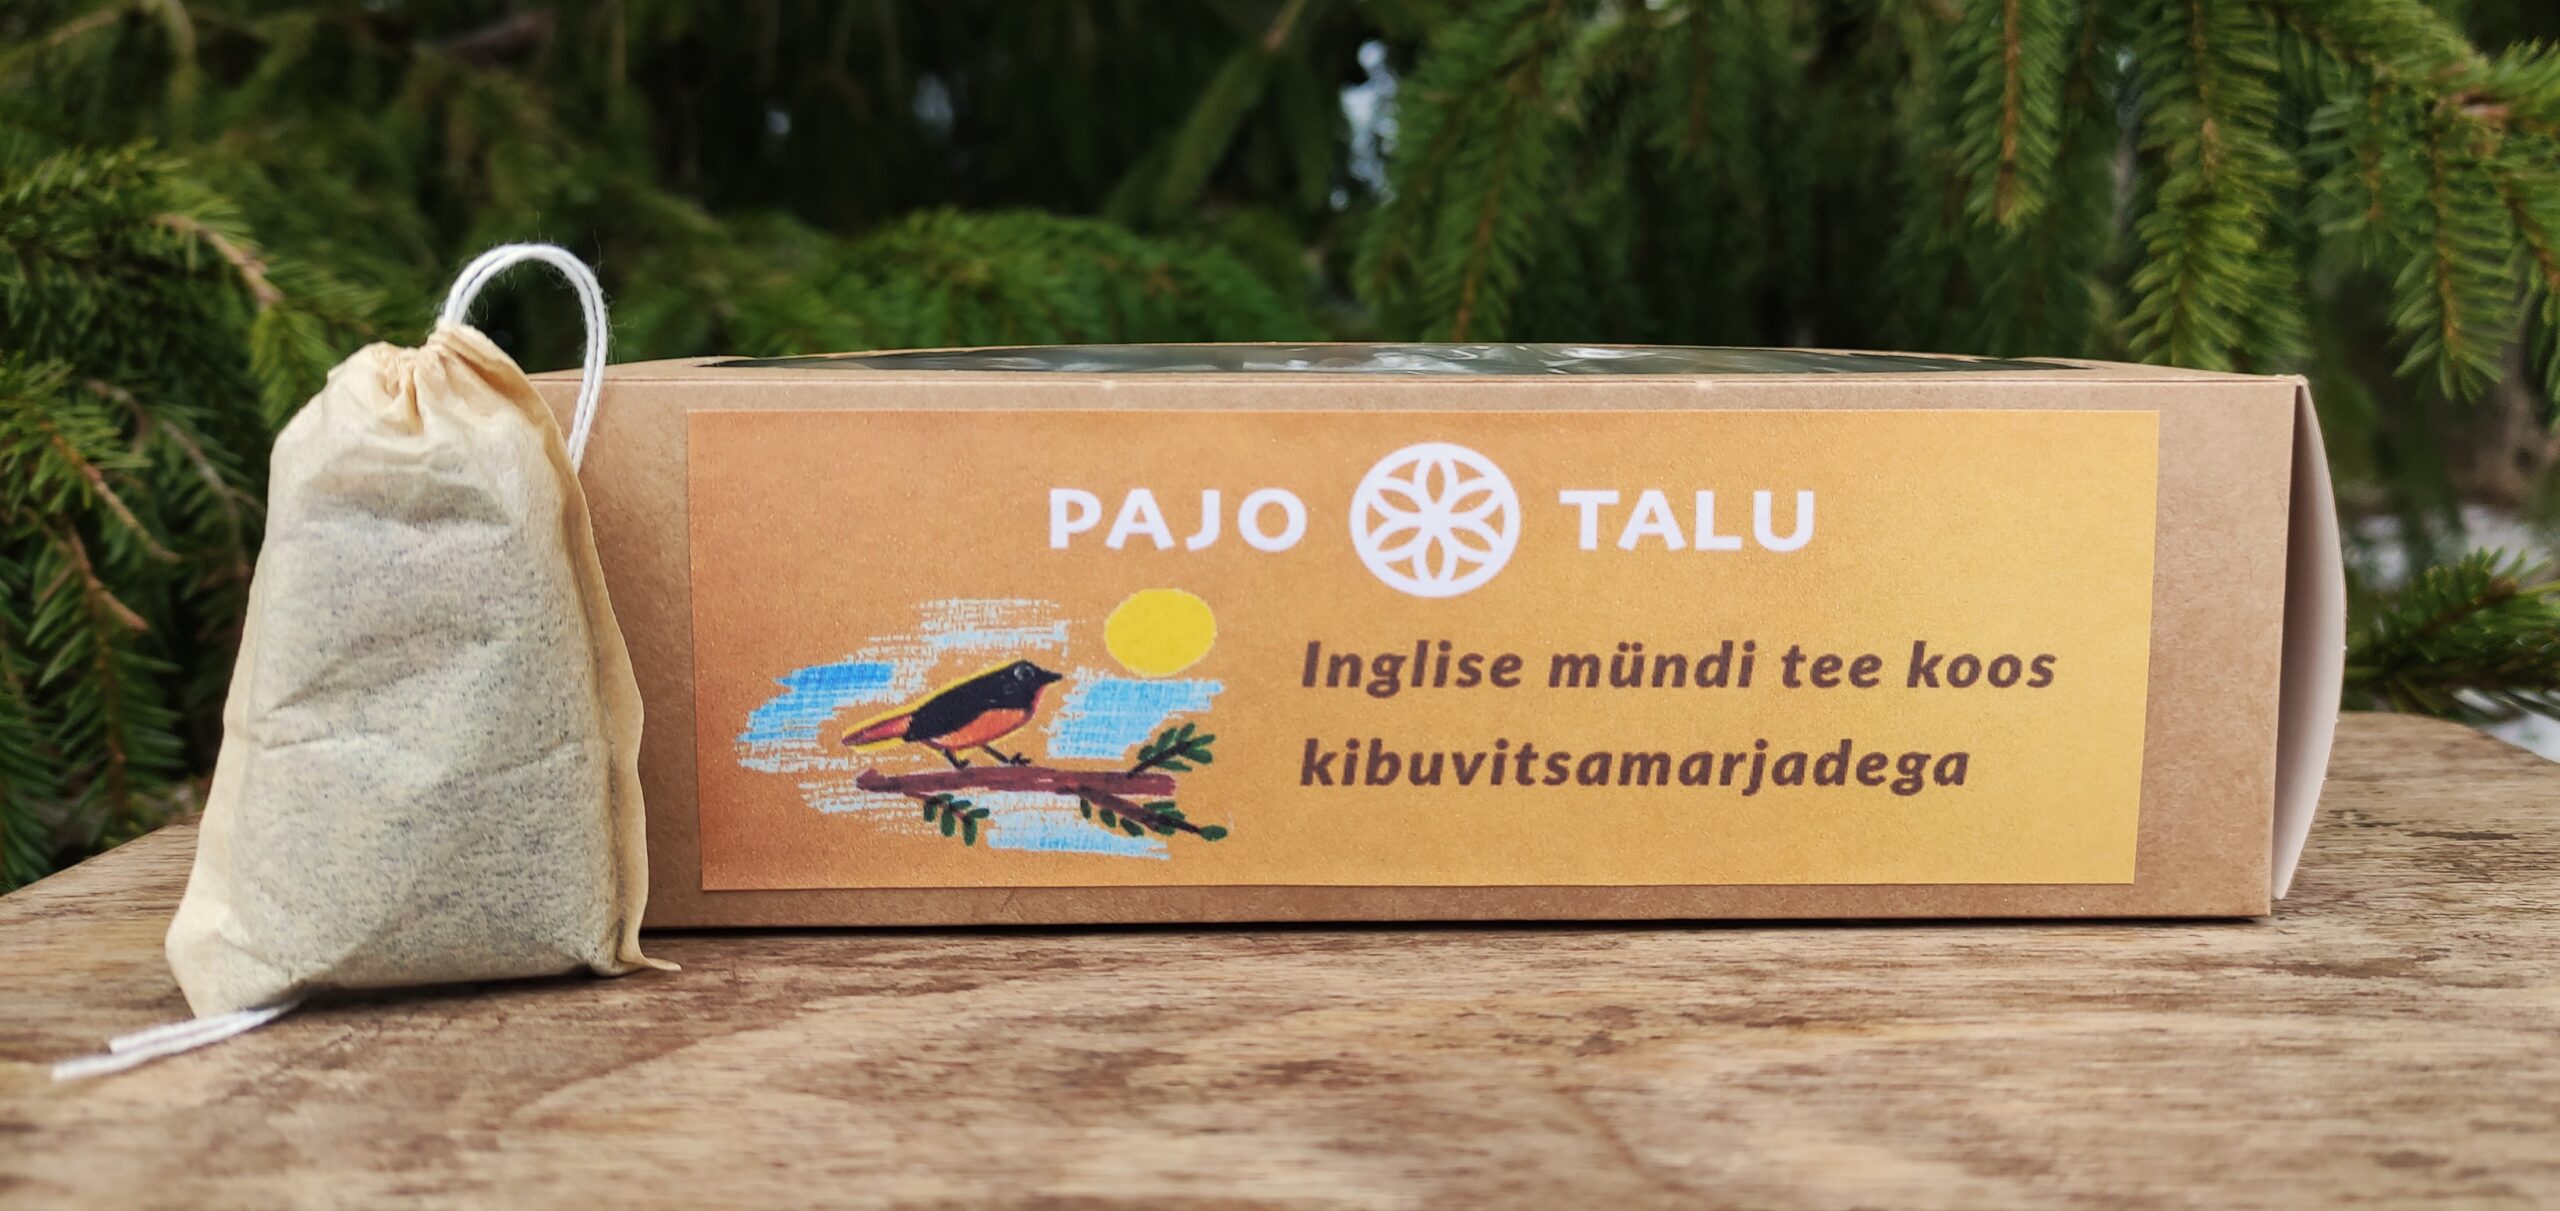 PAJO TALU
Inglise mündi tee koos
kibuvitsamarjadega